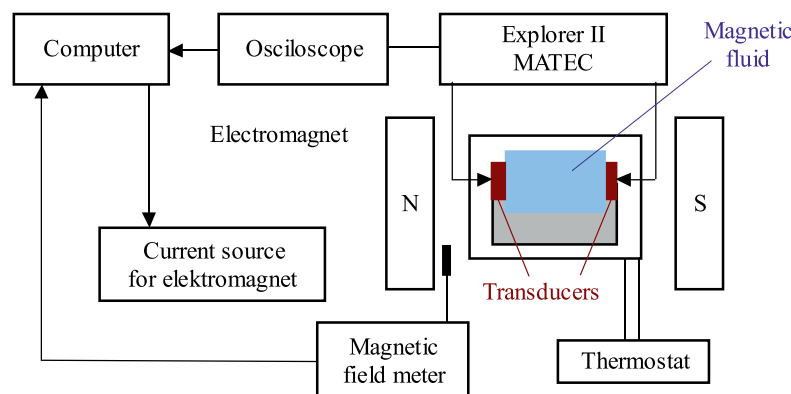 Computer
Osciloscope
Explorer II
MATEC
Magnetic
fluid
Electromagnet
N
S
Current source
for elektromagnet
Transducers
Magnetic
field meter
Thermostat